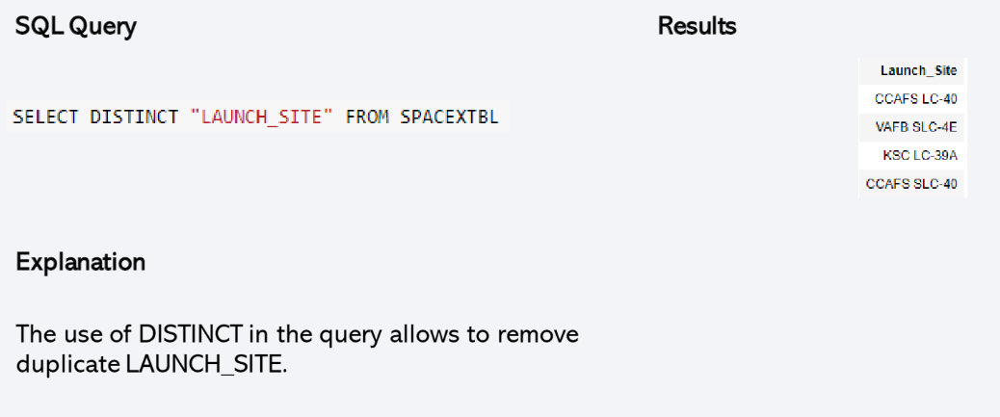 SQL Query
Results
SELECT DISTINCT "LAUNCH_SITE" FROM SPACEXTBL
Launch_Site
CCAFS LC-40
VAFB SLC-4E
KSC LC-39A
CCAFS SLC-40
Explanation
The use of DISTINCT in the query allows to remove
duplicate LAUNCH_SITE.